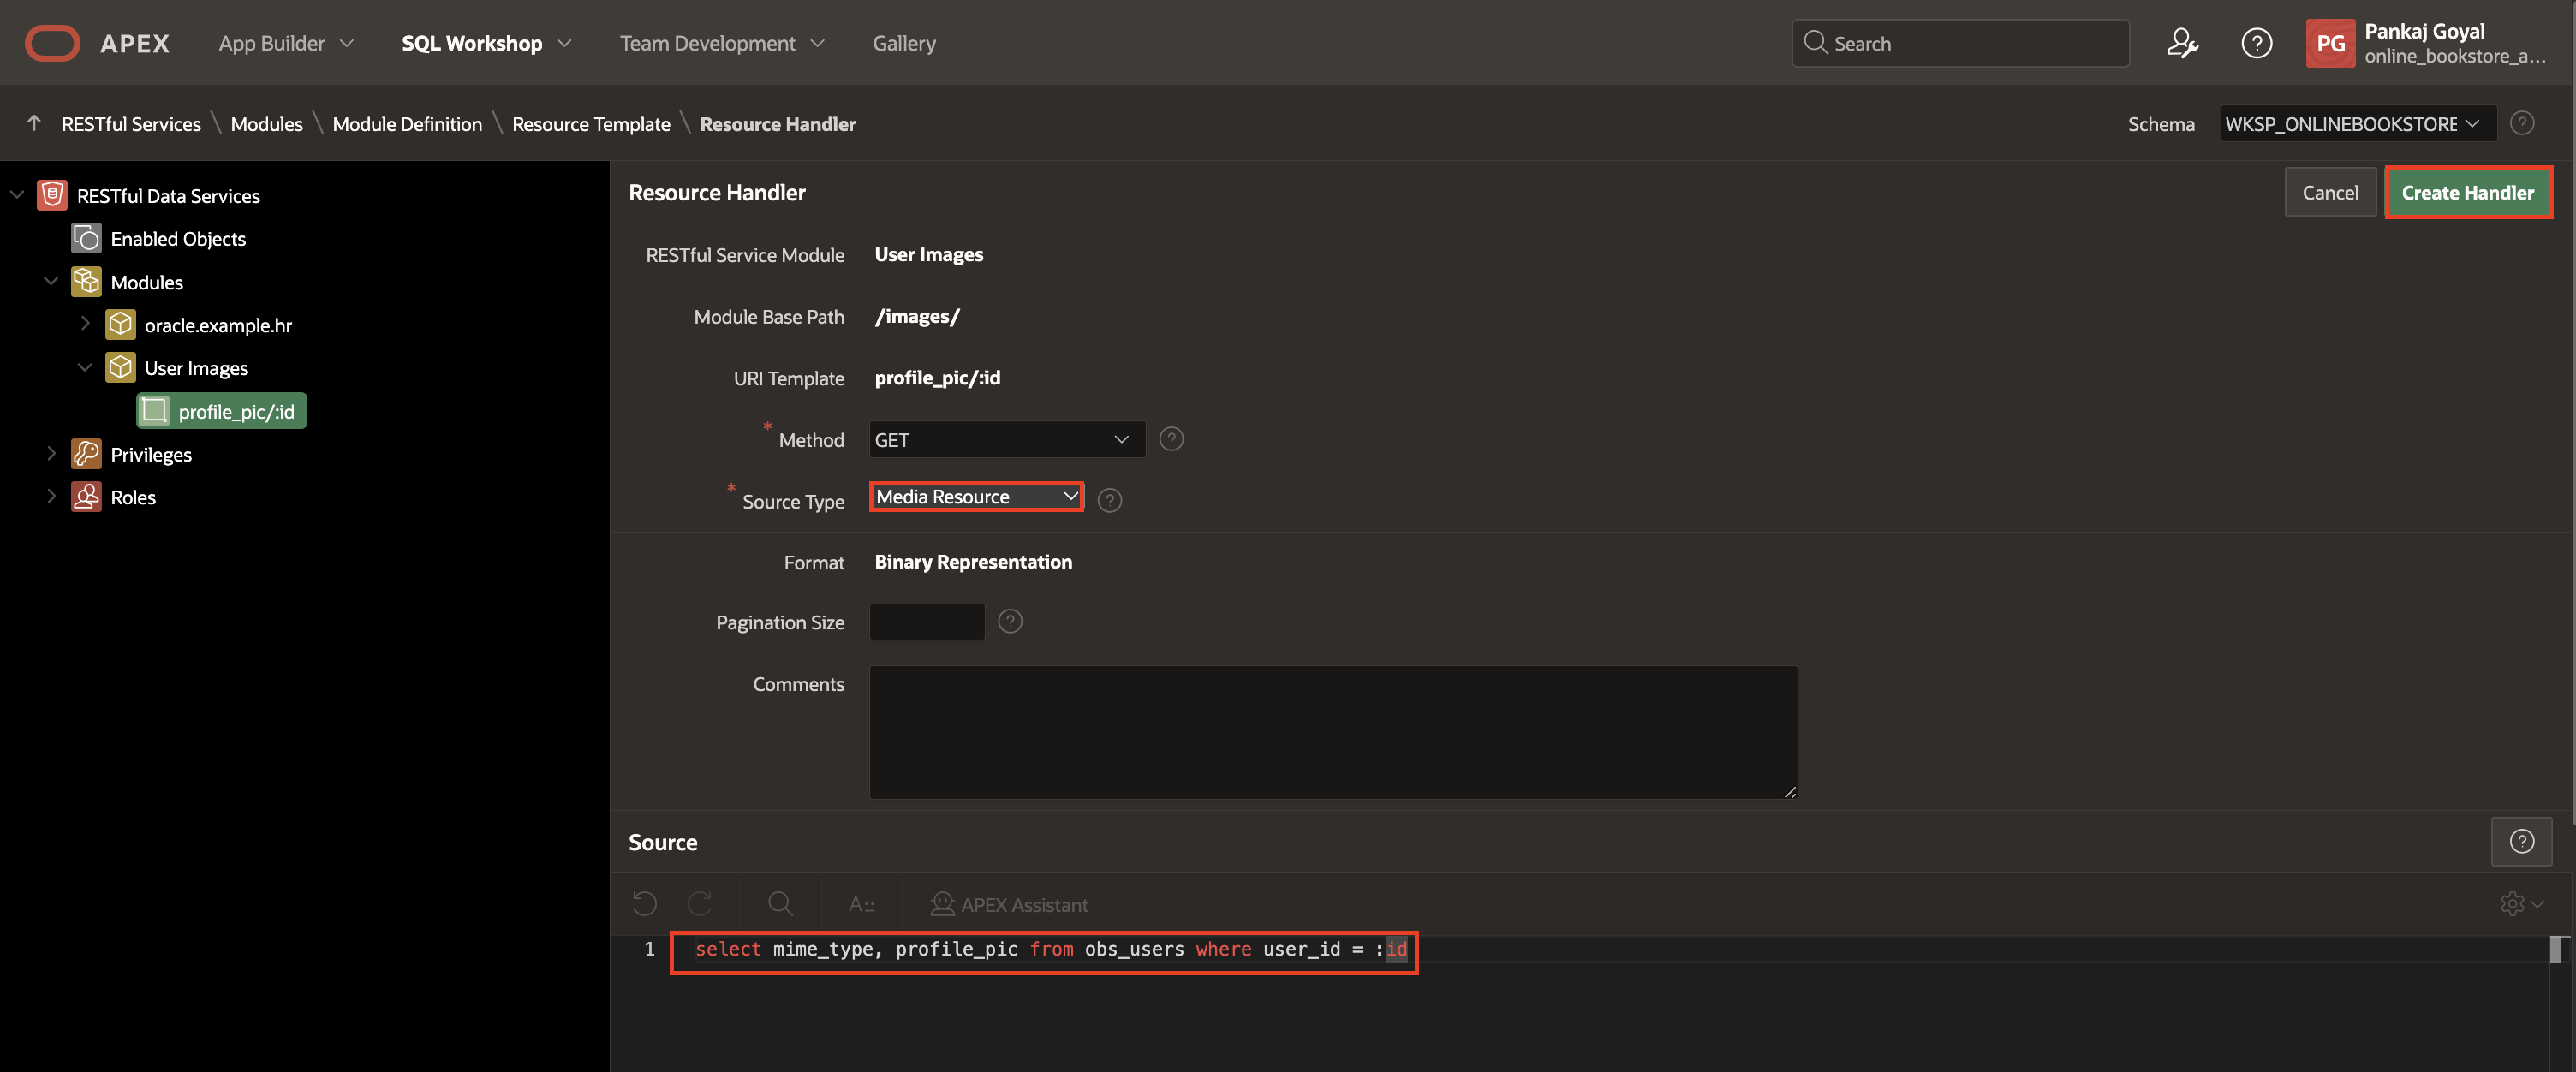 APEX App Builder SQL Workshop Team Development Gallery Search PG Pankaj Goyal
online_bookstore_a...
RESTful Services \ Modules \ Module Definition \ Resource Template \ Resource Handler Schema WKSP_ONLINEBOOKSTORE
RESTful Data Services
Enabled Objects
Modules
oracle.example.hr
User Images
profile_pic/:id
Privileges
Roles
Resource Handler Cancel Create Handler
RESTful Service Module User Images
Module Base Path /images/
URI Template profile_pic/:id
* Method GET
* Source Type Media Resource
Format Binary Representation
Pagination Size
Comments
Source
A:: APEX Assistant
1 select mime_type, profile_pic from obs_users where user_id = :id